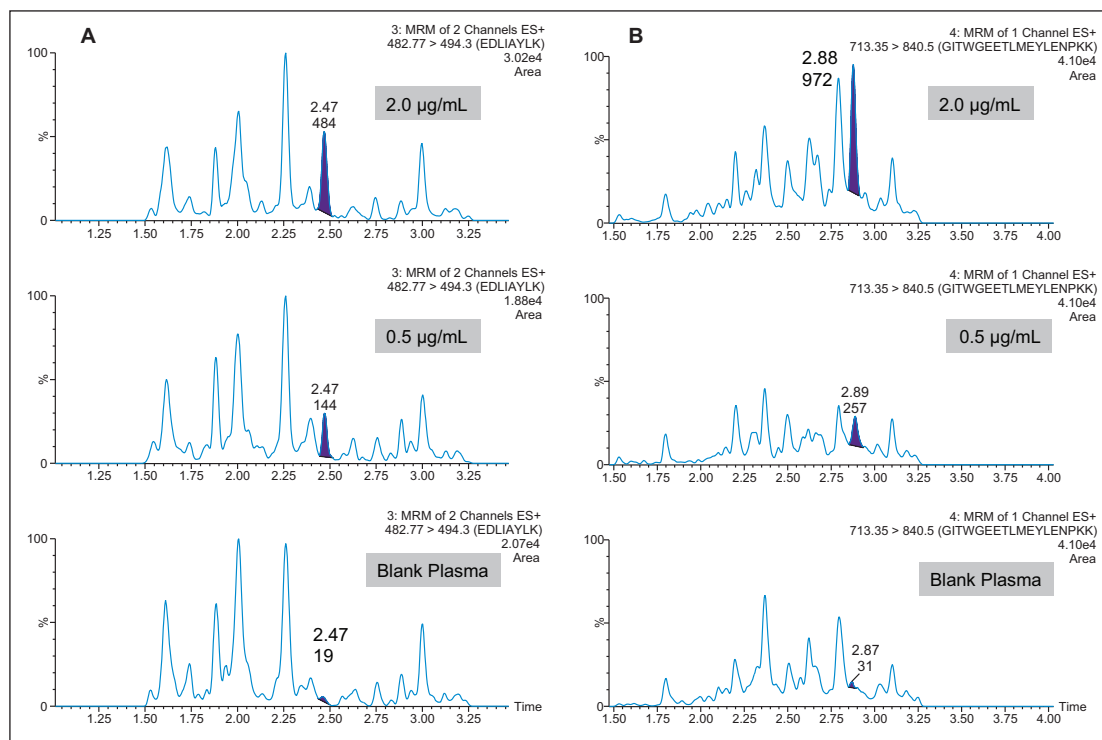 A
3: MRM of 2 Channels ES+
482.77 > 494.3 (EDLIAYLK)
3.02e4
Area
100
2.0 µg/mL
2.47
484
%
0
1.25 1.50 1.75 2.00 2.25 2.50 2.75 3.00 3.25
3: MRM of 2 Channels ES+
482.77 > 494.3 (EDLIAYLK)
1.88e4
Area
100
0.5 µg/mL
2.47
144
%
0
1.25 1.50 1.75 2.00 2.25 2.50 2.75 3.00 3.25
3: MRM of 2 Channels ES+
482.77 > 494.3 (EDLIAYLK)
2.07e4
Area
100
Blank Plasma
2.47
19
%
0
Time
1.25 1.50 1.75 2.00 2.25 2.50 2.75 3.00 3.25
B
4: MRM of 1 Channel ES+
713.35 > 840.5 (GITWGEETLMEYLENPKK)
4.10e4
Area
100
2.88
972
2.0 µg/mL
%
0
1.50 1.75 2.00 2.25 2.50 2.75 3.00 3.25 3.50 3.75 4.00
4: MRM of 1 Channel ES+
713.35 > 840.5 (GITWGEETLMEYLENPKK)
4.10e4
Area
100
0.5 µg/mL
2.89
257
%
0
1.50 1.75 2.00 2.25 2.50 2.75 3.00 3.25 3.50 3.75 4.00
4: MRM of 1 Channel ES+
713.35 > 840.5 (GITWGEETLMEYLENPKK)
4.10e4
Area
100
Blank Plasma
2.87
31
%
0
Time
1.50 1.75 2.00 2.25 2.50 2.75 3.00 3.25 3.50 3.75 4.00